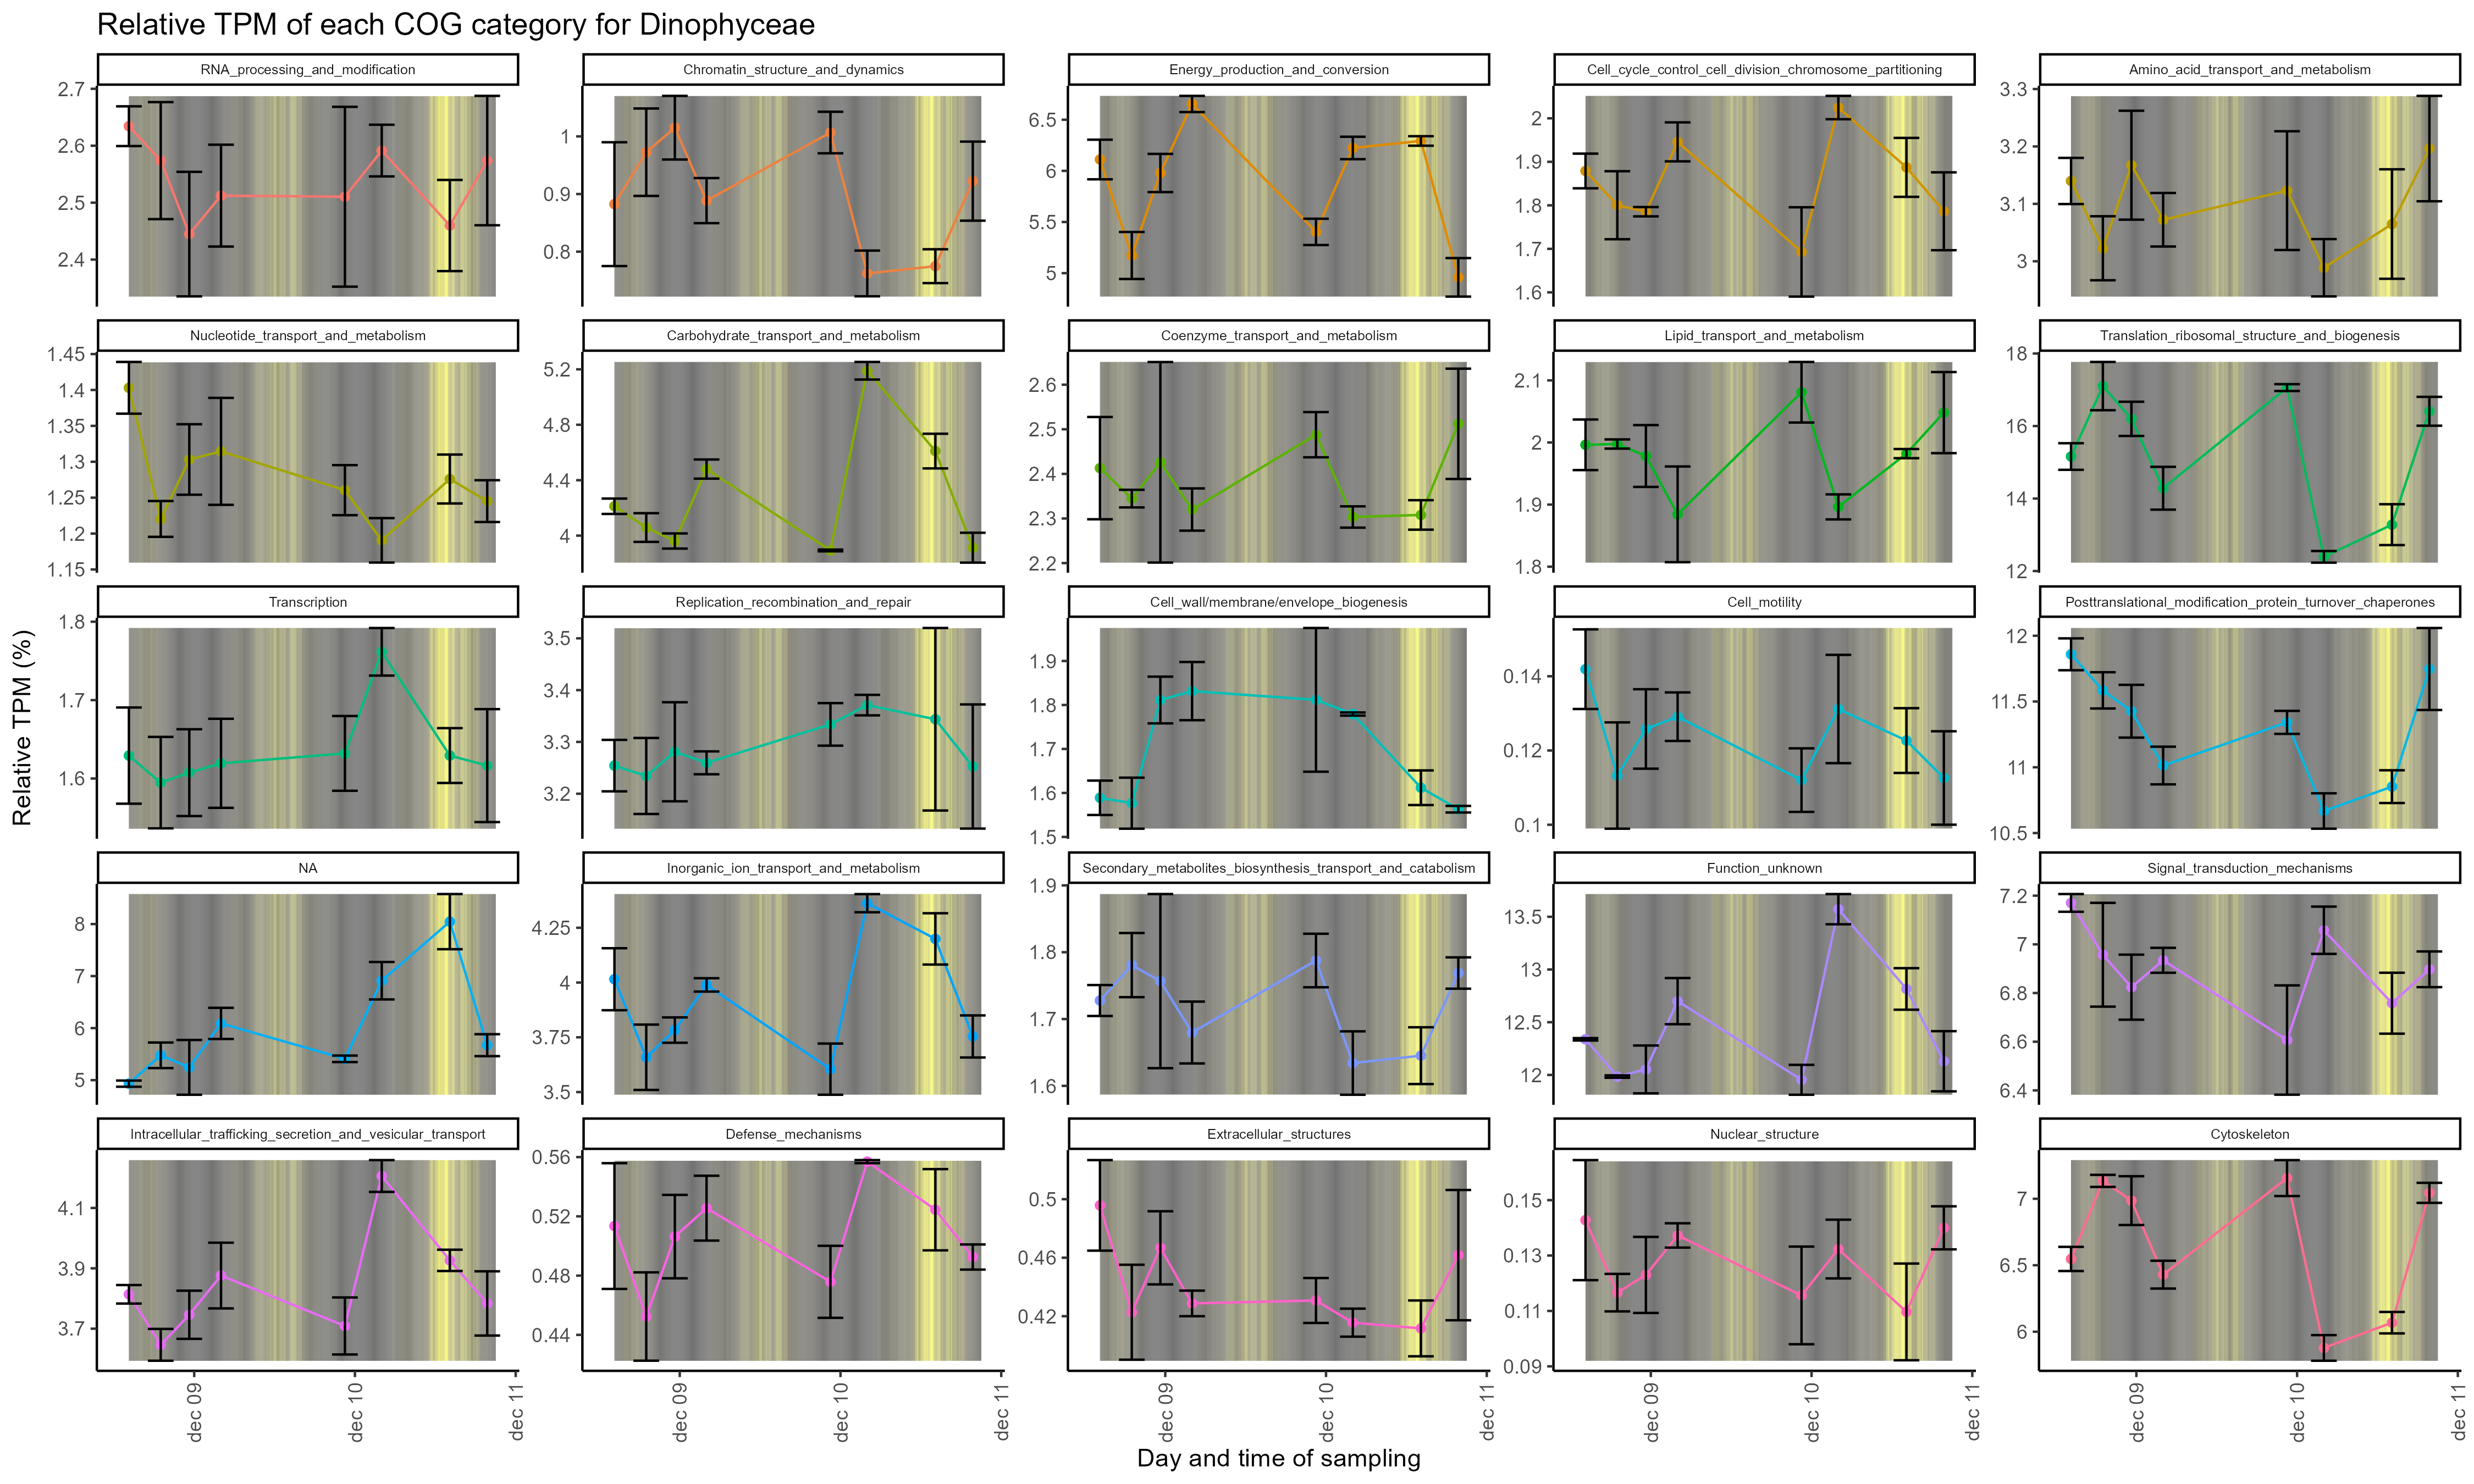 Relative TPM of each COG category for Dinophyceae
RNA_processing_and_modification
Chromatin_structure_and_dynamics
Energy_production_and_conversion
Cell_cycle_control_cell_division_chromosome_partitioning
Amino_acid_transport_and_metabolism
2.7
2.6
2.5
2.4
1
0.9
0.8
6.5
6
5.5
5
2
1.9
1.8
1.7
1.6
3.3
3.2
3.1
3
Nucleotide_transport_and_metabolism
Carbohydrate_transport_and_metabolism
Coenzyme_transport_and_metabolism
Lipid_transport_and_metabolism
Translation_ribosomal_structure_and_biogenesis
1.45
1.4
1.35
1.3
1.25
1.2
1.15
5.2
4.8
4.4
4
2.6
2.5
2.4
2.3
2.2
2.1
2
1.9
1.8
18
16
14
12
Transcription
Replication_recombination_and_repair
Cell_wall/membrane/envelope_biogenesis
Cell_motility
Posttranslational_modification_protein_turnover_chaperones
1.8
1.7
1.6
3.5
3.4
3.3
3.2
1.9
1.8
1.7
1.6
1.5
0.14
0.12
0.1
12
11.5
11
10.5
Relative TPM (%)
NA
Inorganic_ion_transport_and_metabolism
Secondary_metabolites_biosynthesis_transport_and_catabolism
Function_unknown
Signal_transduction_mechanisms
8
7
6
5
4.25
4
3.75
3.5
1.9
1.8
1.7
1.6
13.5
13
12.5
12
7.2
7
6.8
6.6
6.4
Intracellular_trafficking_secretion_and_vesicular_transport
Defense_mechanisms
Extracellular_structures
Nuclear_structure
Cytoskeleton
4.1
3.9
3.7
0.56
0.52
0.48
0.44
0.5
0.46
0.42
0.15
0.13
0.11
0.09
7
6.5
6
dec 09
dec 10
dec 11
dec 09
dec 10
dec 11
dec 09
dec 10
dec 11
dec 09
dec 10
dec 11
dec 09
dec 10
dec 11
Day and time of sampling